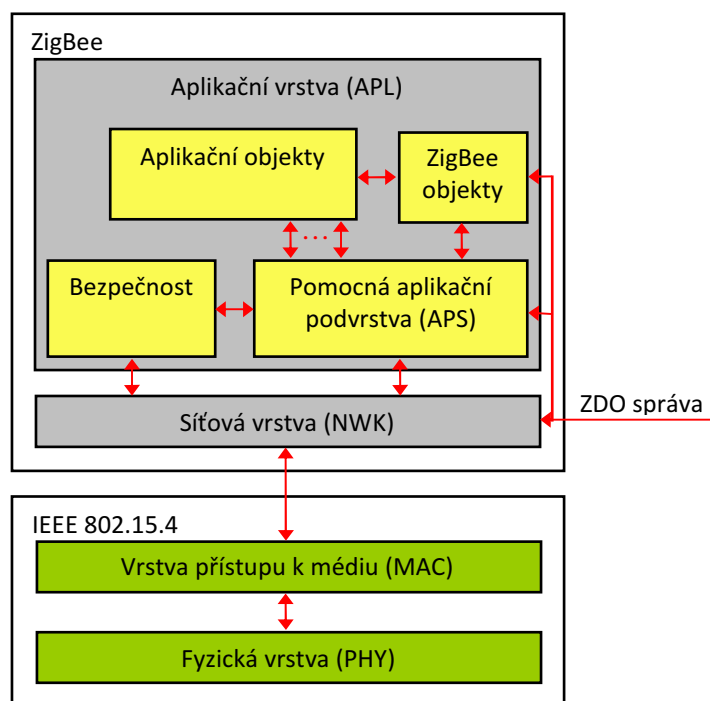 ZigBee
Aplikační vrstva (APL)
Aplikační objekty
ZigBee
objekty
Bezpečnost
Pomocná aplikační
podvrstva (APS)
ZDO správa
Síťová vrstva (NWK)
IEEE 802.15.4
Vrstva přístupu k médiu (MAC)
Fyzická vrstva (PHY)